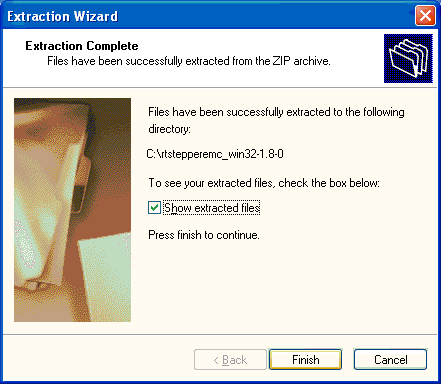 Extraction Wizard
Extraction Complete
Files have been successfully extracted from the ZIP archive.
Files have been successfully extracted to the following
directory:
C:\rtstepperemc_win32-1.8-0
To see your extracted files, check the box below:
Show extracted files
Press finish to continue.
< Back Finish Cancel